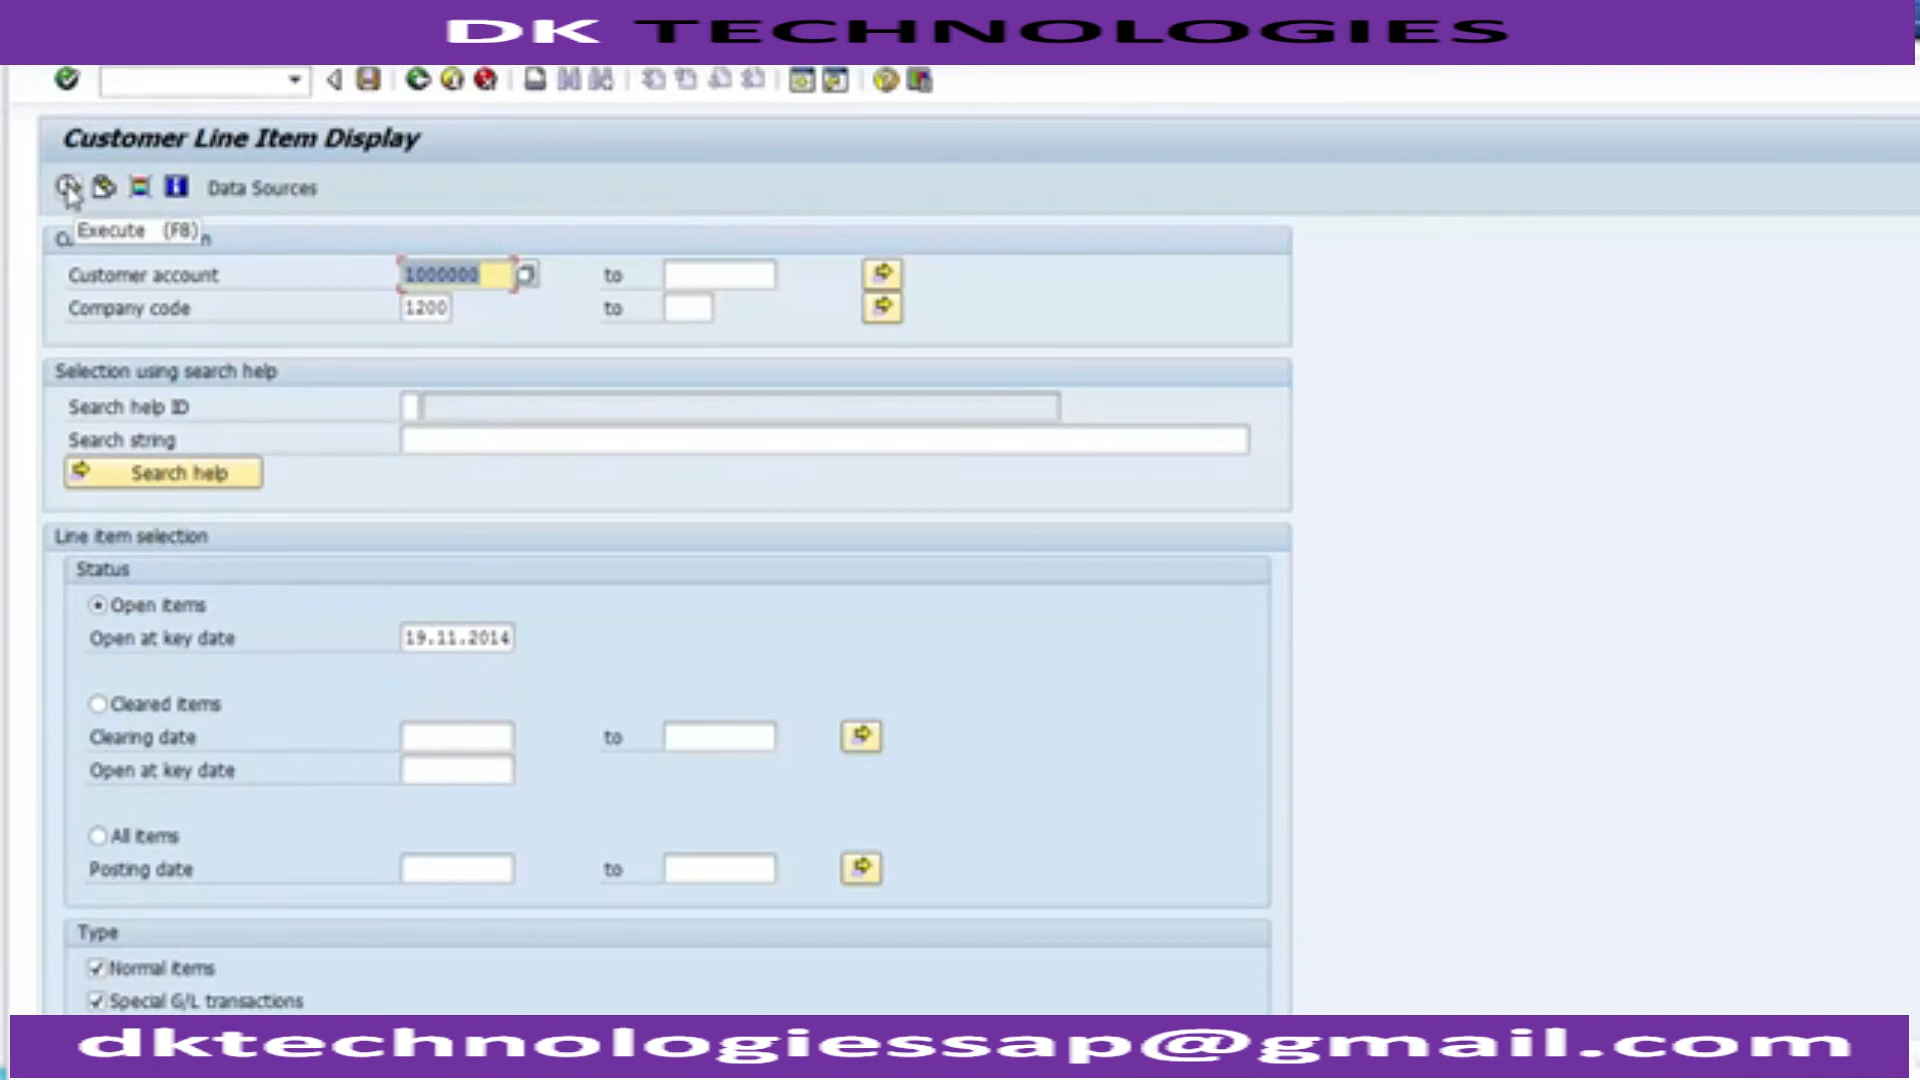 DK TECHNOLOGIES
Customer Line Item Display
Data Sources
Execute (F8)
Customer account 1000000 to
Company code 1200 to
Selection using search help
Search help ID
Search string
Search help
Line item selection
Status
Open items
Open at key date 19.11.2014
Cleared items
Clearing date to
Open at key date
All items
Posting date to
Type
Normal items
Special G/L transactions
dktechnologiessap@gmail.com